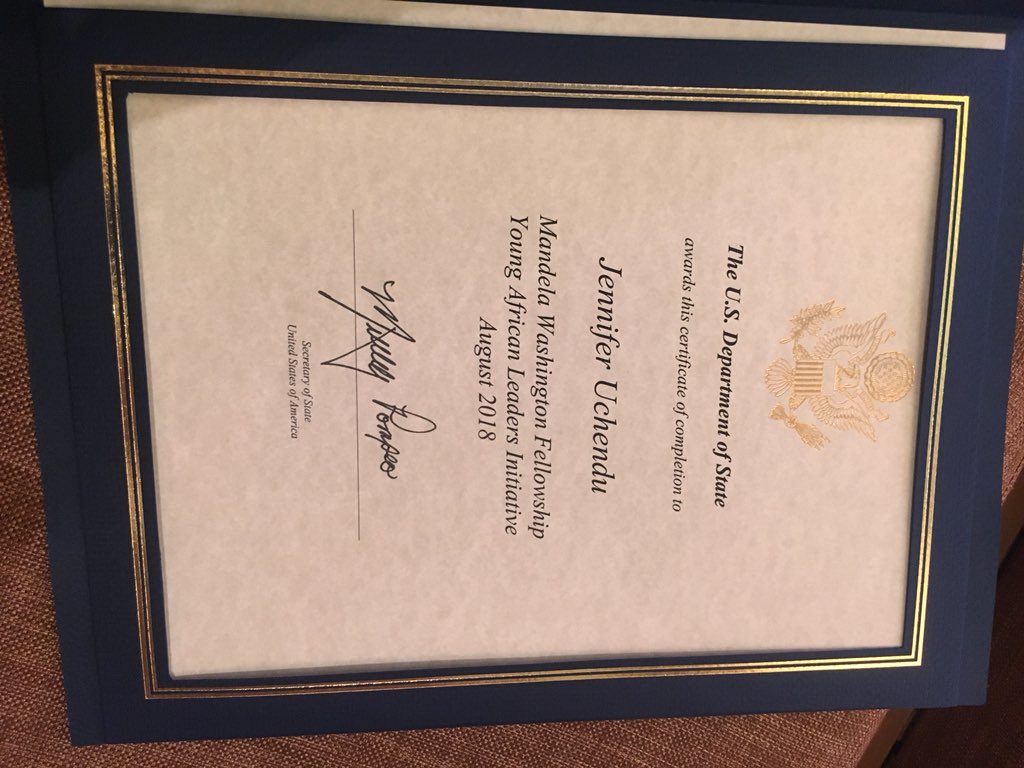 The U.S. Department of State
awards this certificate of completion to
Jennifer Uchendu
Mandela Washington Fellowship
Young African Leaders Initiative
August 2018
Secretary of State
United States of America